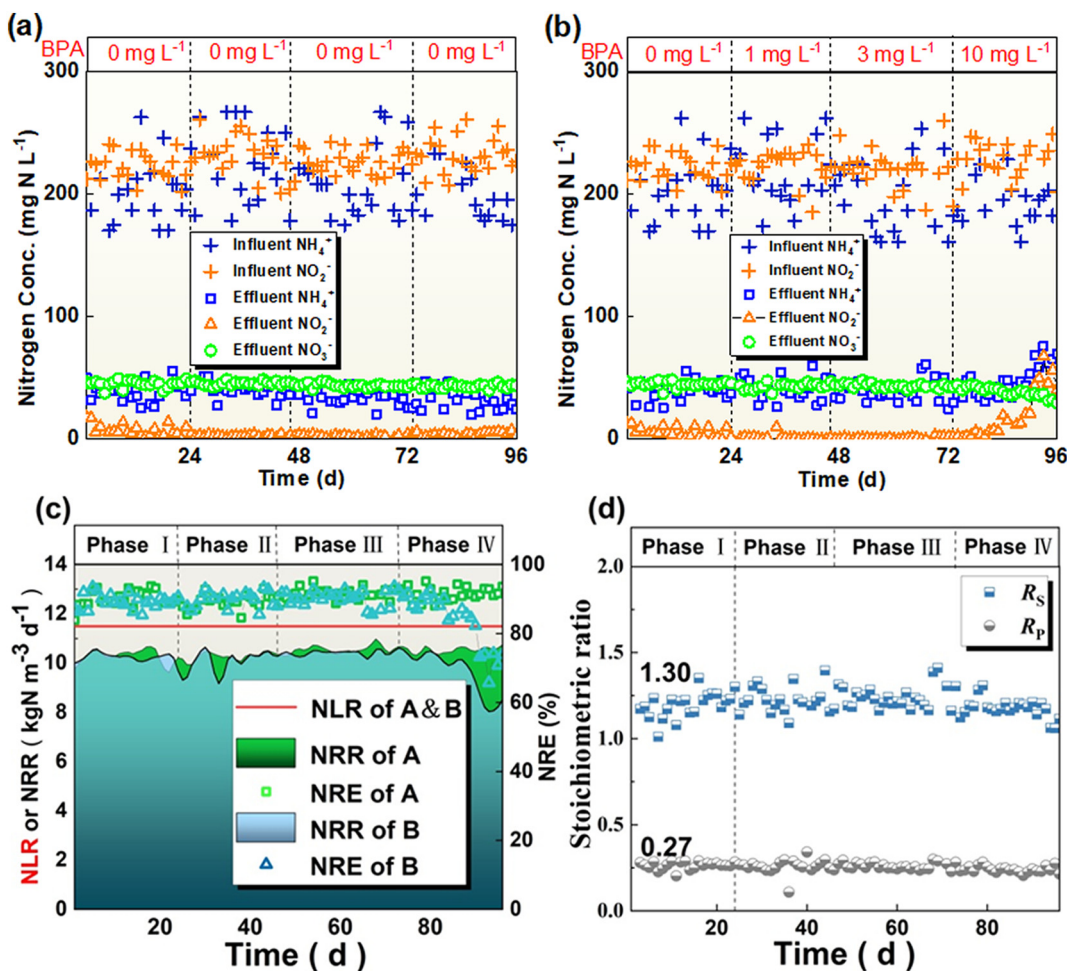 (a)
BPA 0 mg L⁻¹ 0 mg L⁻¹ 0 mg L⁻¹ 0 mg L⁻¹
300
200
100
0
Nitrogen Conc. (mg N L⁻¹)
Influent NH₄⁺
Influent NO₂⁻
Effluent NH₄⁺
Effluent NO₂⁻
Effluent NO₃⁻
24 48 72 96
Time (d)
(b)
BPA 0 mg L⁻¹ 1 mg L⁻¹ 3 mg L⁻¹ 10 mg L⁻¹
300
200
100
0
Nitrogen Conc. (mg N L⁻¹)
Influent NH₄⁺
Influent NO₂⁻
Effluent NH₄⁺
Effluent NO₂⁻
Effluent NO₃⁻
24 48 72 96
Time (d)
(c)
Phase Ⅰ Phase Ⅱ Phase Ⅲ Phase Ⅳ
14
12
10
8
6
4
2
0
NLR or NRR ( kgN m⁻³ d⁻¹)
NLR of A&B
NRR of A
NRE of A
NRR of B
NRE of B
100
80
60
40
20
0
NRE (%)
20 40 60 80
Time ( d )
(d)
Phase Ⅰ Phase Ⅱ Phase Ⅲ Phase Ⅳ
2.0
1.5
1.0
0.5
0.0
Stoichiometric ratio
R_S
R_P
1.30
0.27
20 40 60 80
Time ( d )